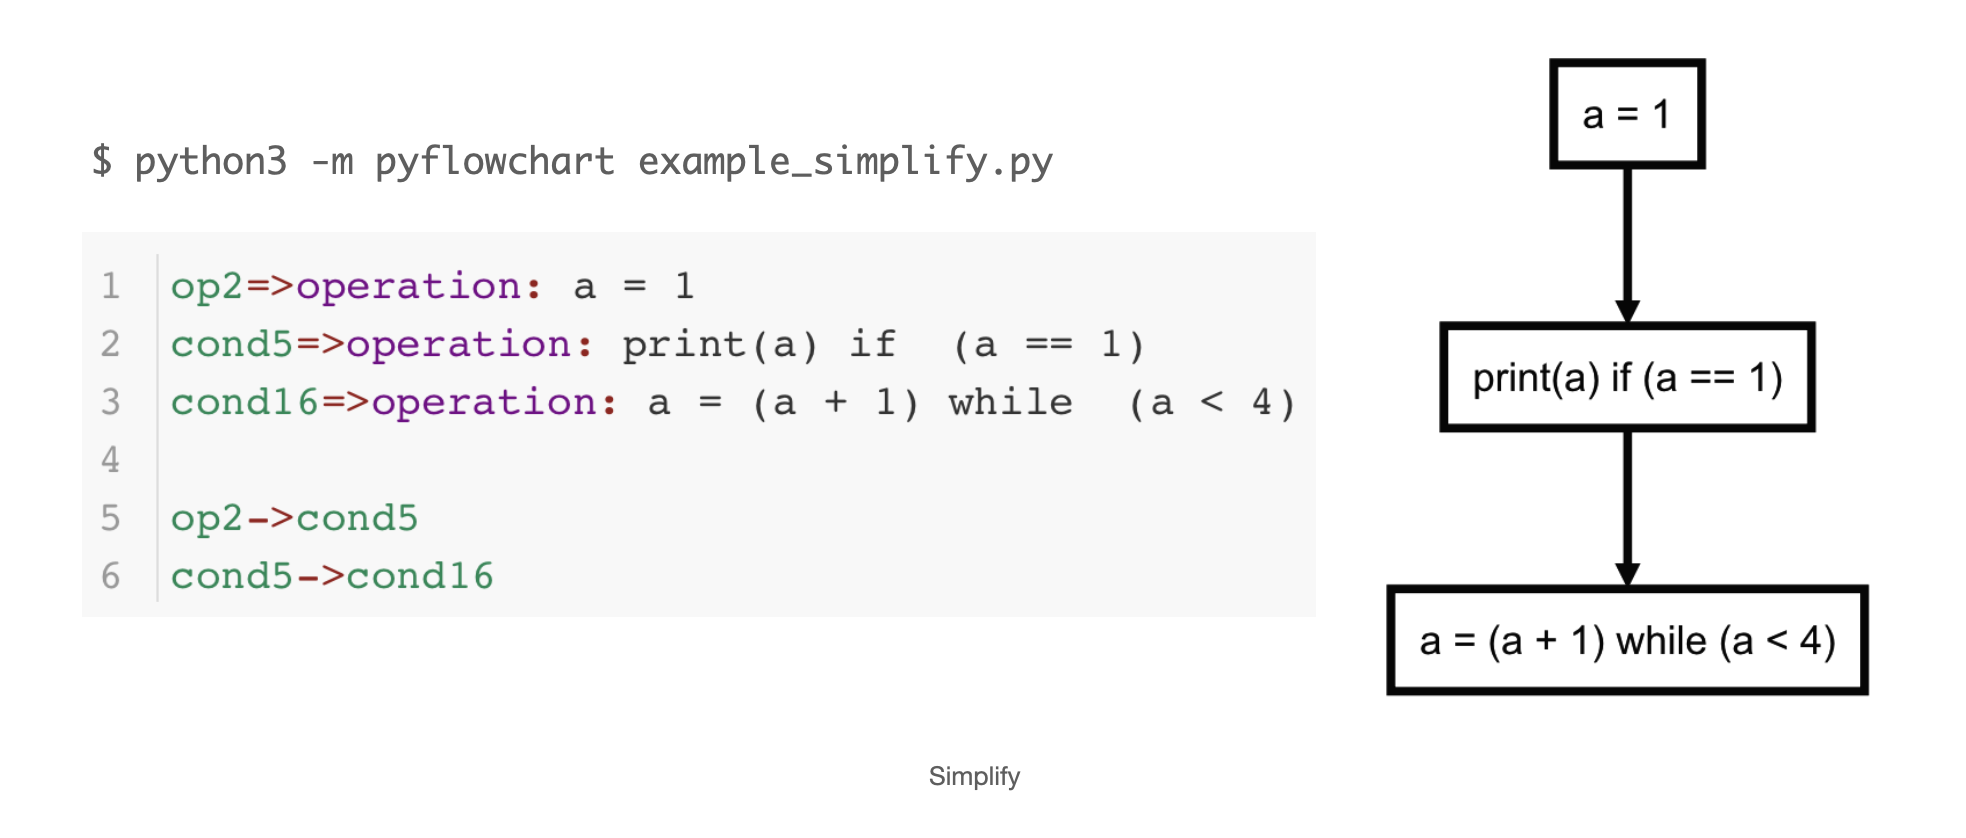 $ python3 -m pyflowchart example_simplify.py
1 op2=>operation: a = 1
2 cond5=>operation: print(a) if  (a == 1)
3 cond16=>operation: a = (a + 1) while  (a < 4)
4
5 op2->cond5
6 cond5->cond16
a = 1
print(a) if (a == 1)
a = (a + 1) while (a < 4)
Simplify